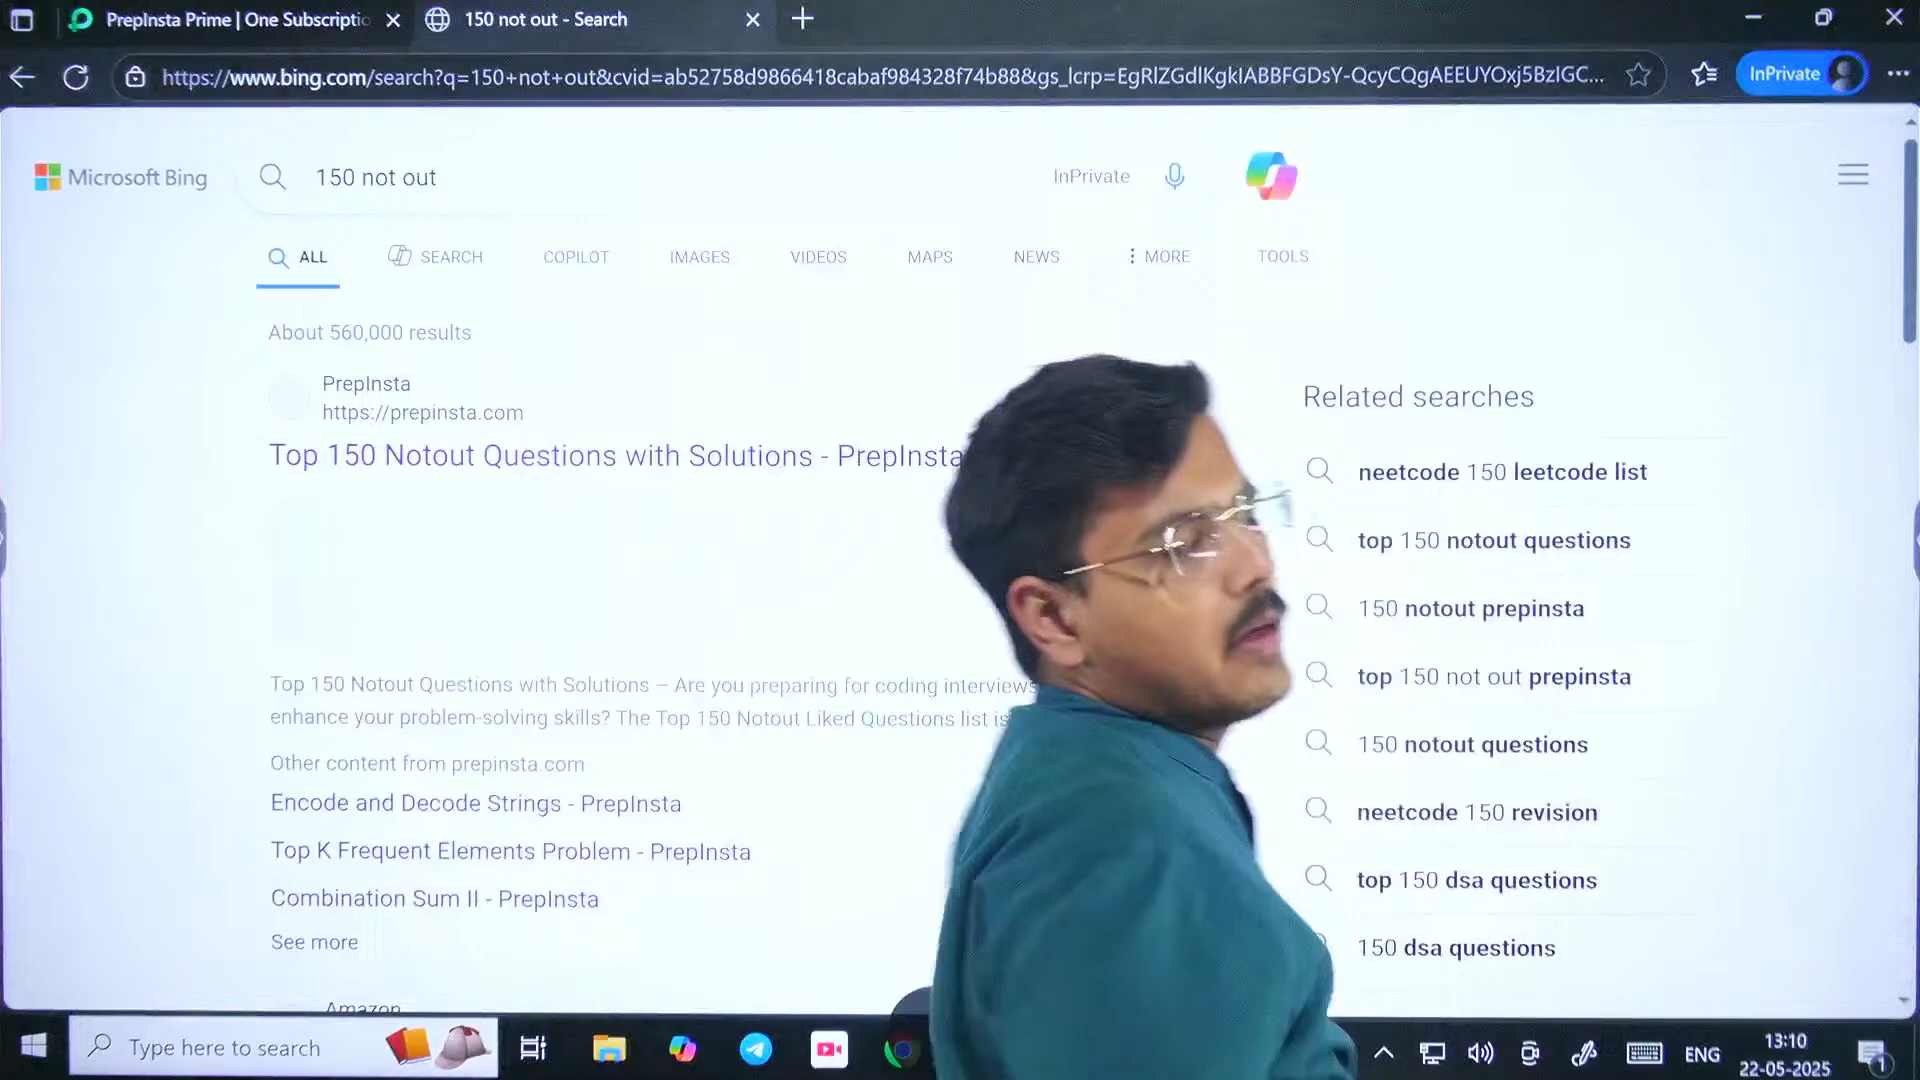 PrepInsta Prime | One Subscriptio
150 not out - Search
https://www.bing.com/search?q=150+not+out&cvid=ab52758d9866418cabaf984328f74b88&gs_lcrp=EgRlZGdlKgkIABBFGDsY-QcyCQgAEEUYOxj5BzIGC...
InPrivate
Microsoft Bing
150 not out
InPrivate
ALL
SEARCH
COPILOT
IMAGES
VIDEOS
MAPS
NEWS
MORE
TOOLS
About 560,000 results
PrepInsta
https://prepinsta.com
Top 150 Notout Questions with Solutions - PrepInsta
Top 150 Notout Questions with Solutions – Are you preparing for coding interviews
enhance your problem-solving skills? The Top 150 Notout Liked Questions list is
Other content from prepinsta.com
Encode and Decode Strings - PrepInsta
Top K Frequent Elements Problem - PrepInsta
Combination Sum II - PrepInsta
See more
Amazon
Related searches
neetcode 150 leetcode list
top 150 notout questions
150 notout prepinsta
top 150 not out prepinsta
150 notout questions
neetcode 150 revision
top 150 dsa questions
150 dsa questions
Type here to search
ENG
13:10
22-05-2025
1